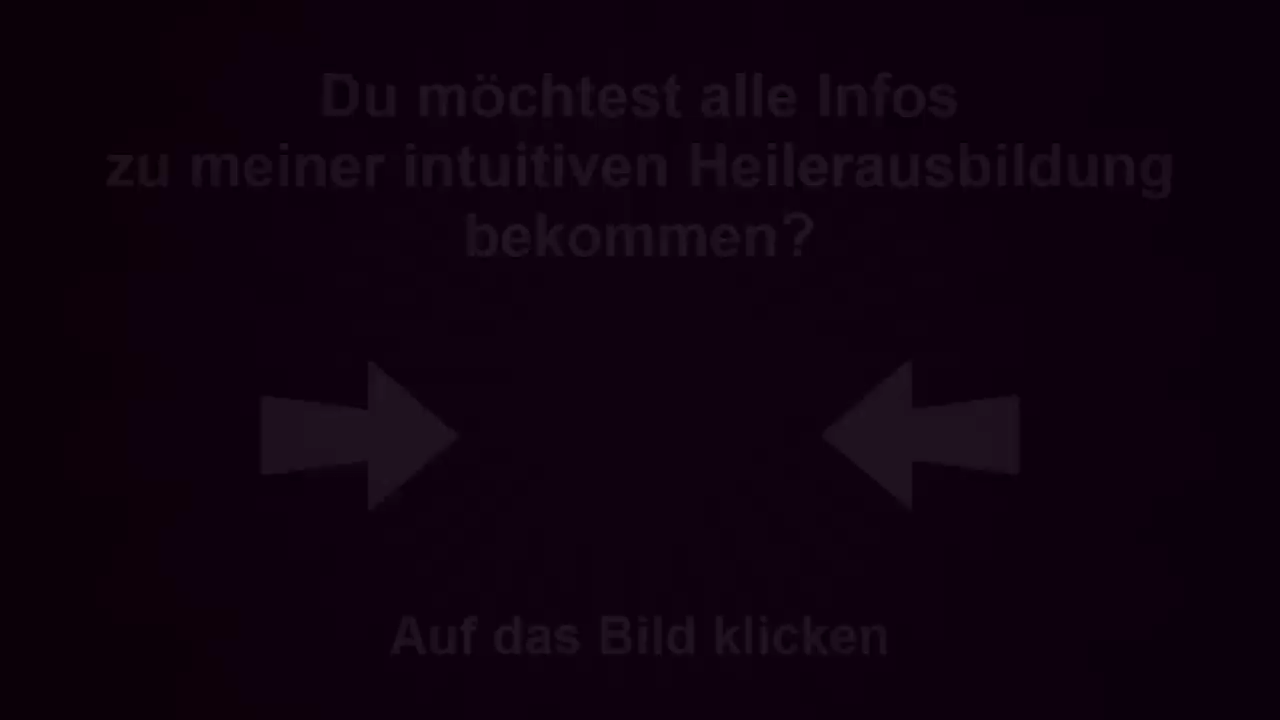 Du möchtest alle Infos
zu meiner intuitiven Heilerausbildung
bekommen?
Auf das Bild klicken